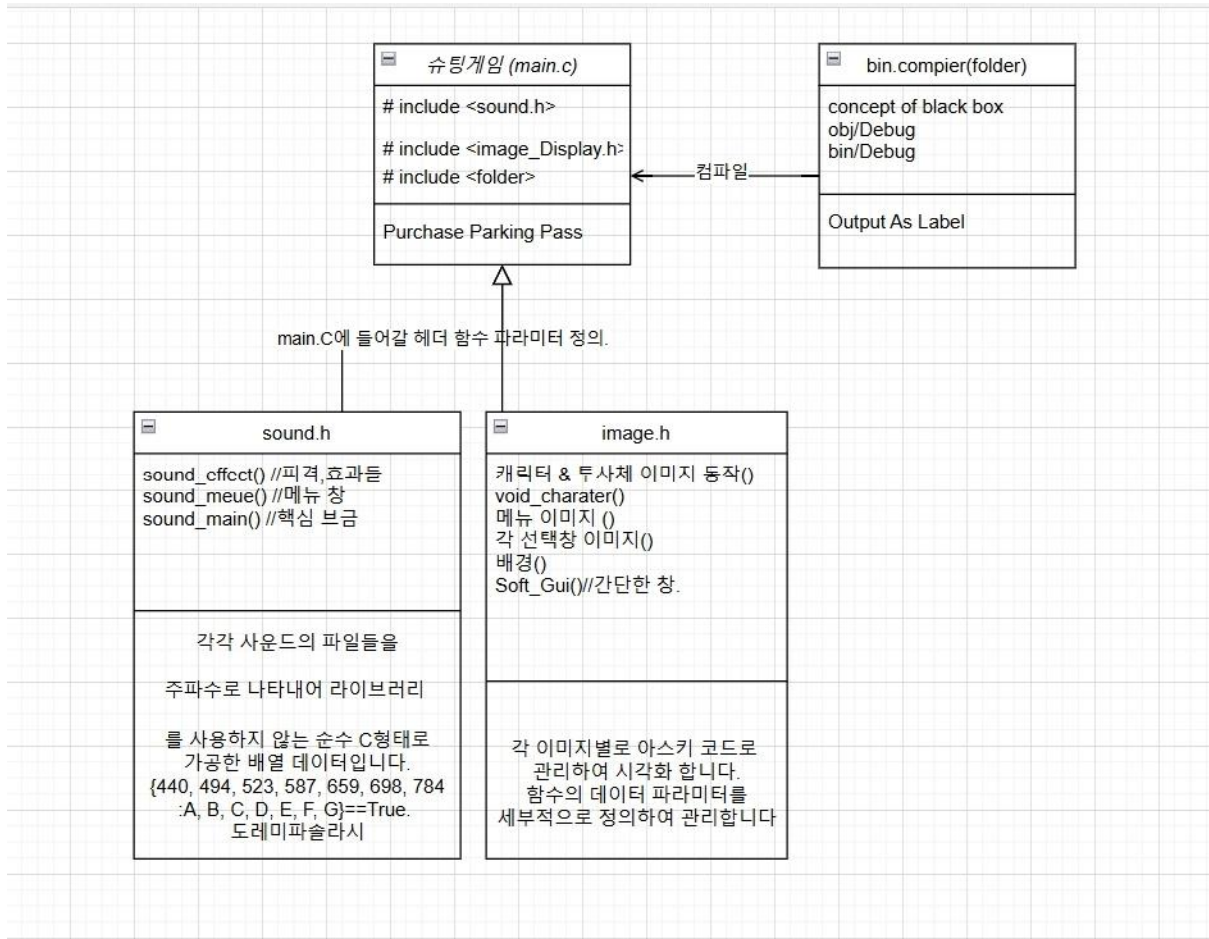 슈팅게임 (main.c)
# include <sound.h>
# include <image_Display.h>
# include <folder>
Purchase Parking Pass
bin.compier(folder)
concept of black box
obj/Debug
bin/Debug
Output As Label
컴파일
main.C에 들어갈 헤더 함수 파라미터 정의.
sound.h
sound_effect() //피격,효과들
sound_meue() //메뉴 창
sound_main() //핵심 브금
각각 사운드의 파일들을
주파수로 나타내어 라이브러리
를 사용하지 않는 순수 C형태로
가공한 배열 데이터입니다.
{440, 494, 523, 587, 659, 698, 784
:A, B, C, D, E, F, G}==True.
도레미파솔라시
image.h
캐릭터 & 투사체 이미지 동작()
void_charater()
메뉴 이미지 ()
각 선택창 이미지()
배경()
Soft_Gui()//간단한 창.
각 이미지별로 아스키 코드로
관리하여 시각화 합니다.
함수의 데이터 파라미터를
세부적으로 정의하여 관리합니다